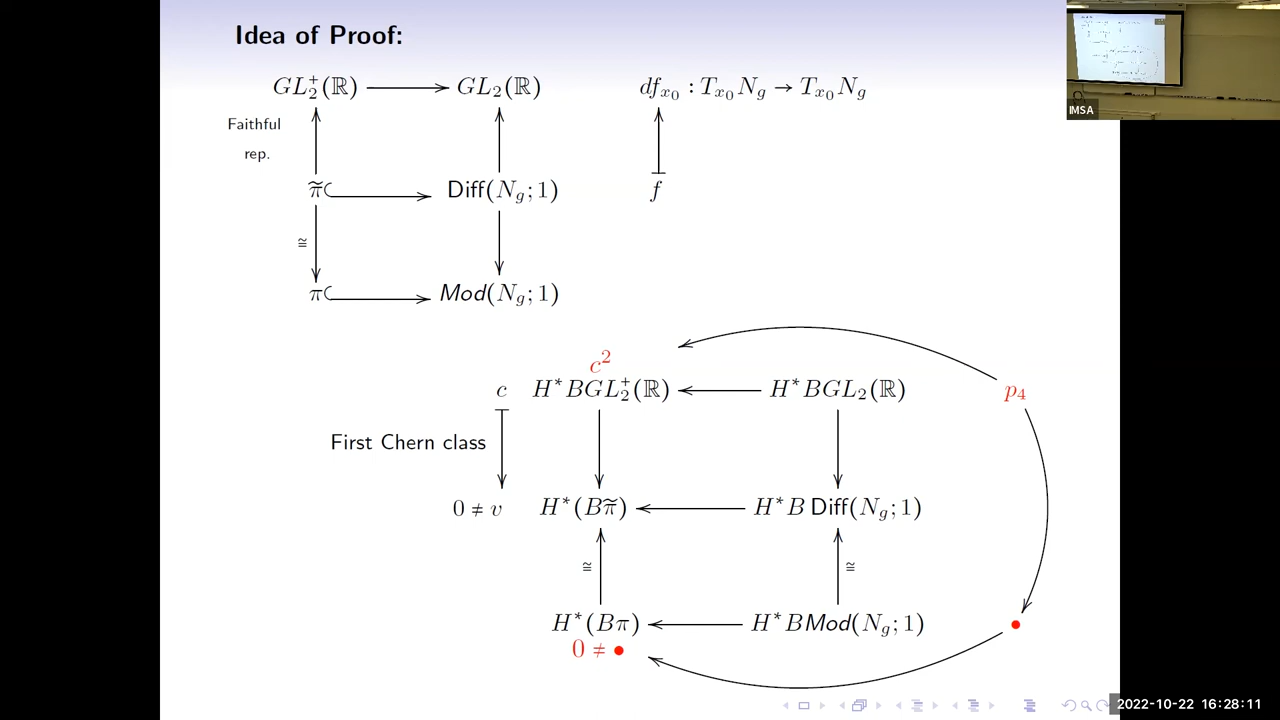 Idea of Proof:
GL₂⁺(ℝ) ⟶ GL₂(ℝ)
df_{x₀} : T_{x₀}N_g → T_{x₀}N_g
Faithful
rep.
π̃ ↪ Diff(N_g; 1)
f
≅
π ↪ Mod(N_g; 1)
c²
c H*BGL₂⁺(ℝ) ⟵ H*BGL₂(ℝ) p₄
First Chern class
0 ≠ v H*(Bπ̃) ⟵ H*B Diff(N_g; 1)
≅ ≅
H*(Bπ) ⟵ H*BMod(N_g; 1) •
0 ≠ •
IMSA
2022-10-22 16:28:11